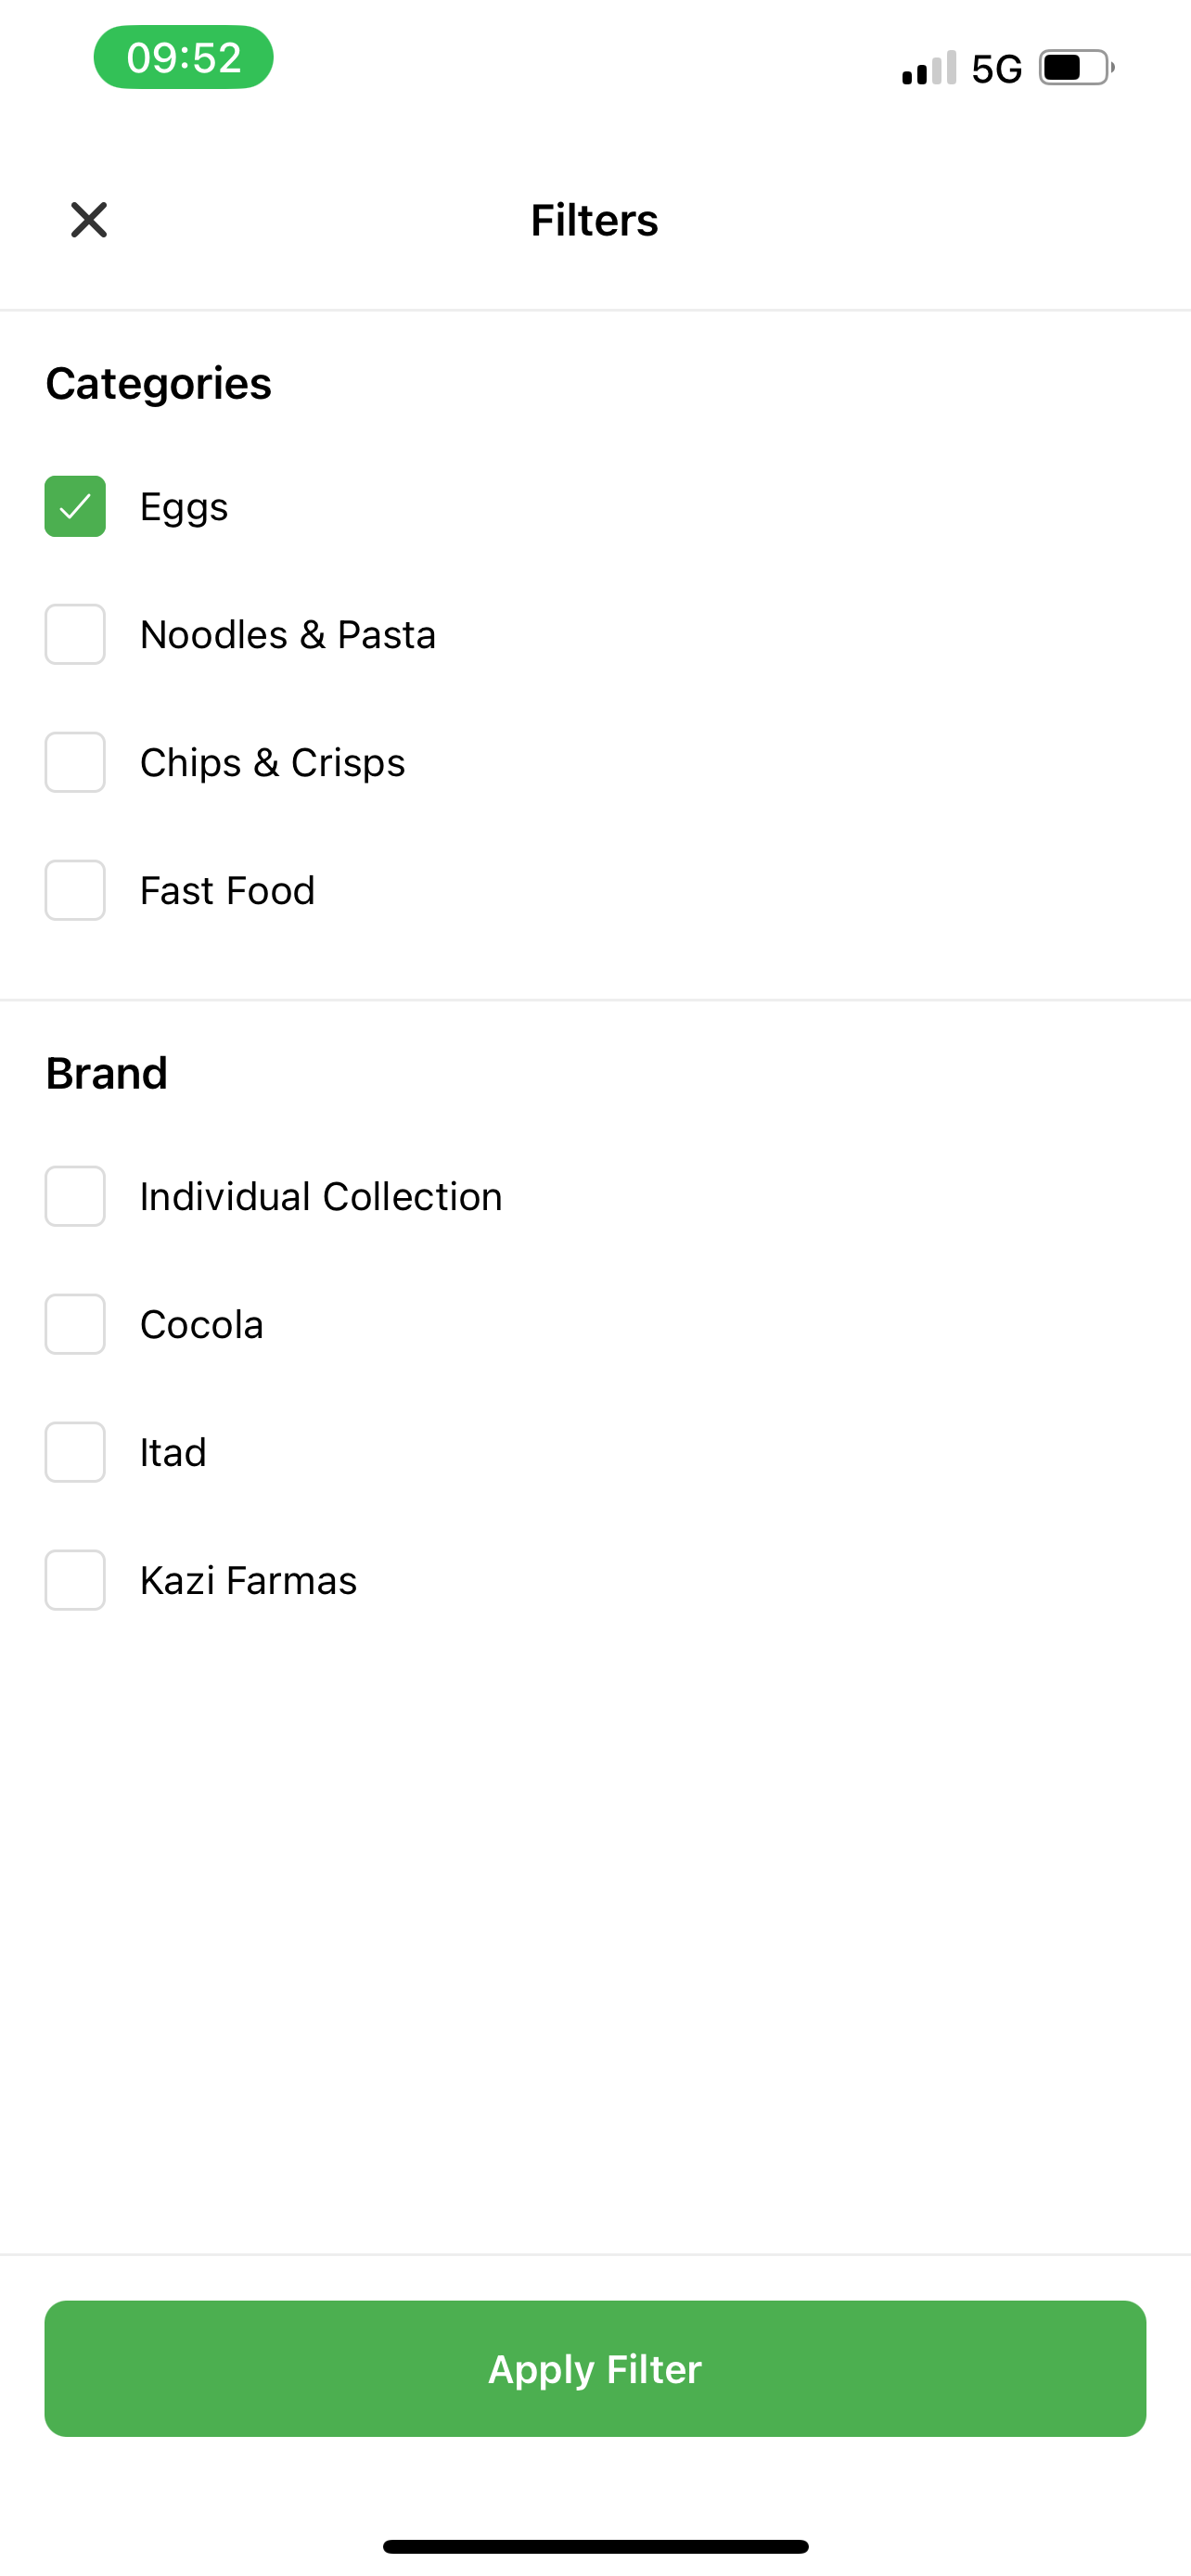 09:52
5G
Filters
Categories
Eggs
Noodles & Pasta
Chips & Crisps
Fast Food
Brand
Individual Collection
Cocola
Itad
Kazi Farmas
Apply Filter